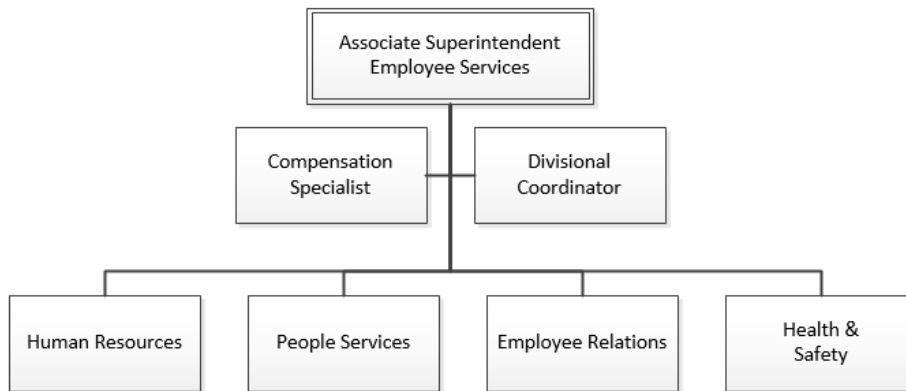 Associate Superintendent
Employee Services
Compensation
Specialist
Divisional
Coordinator
Human Resources
People Services
Employee Relations
Health &
Safety